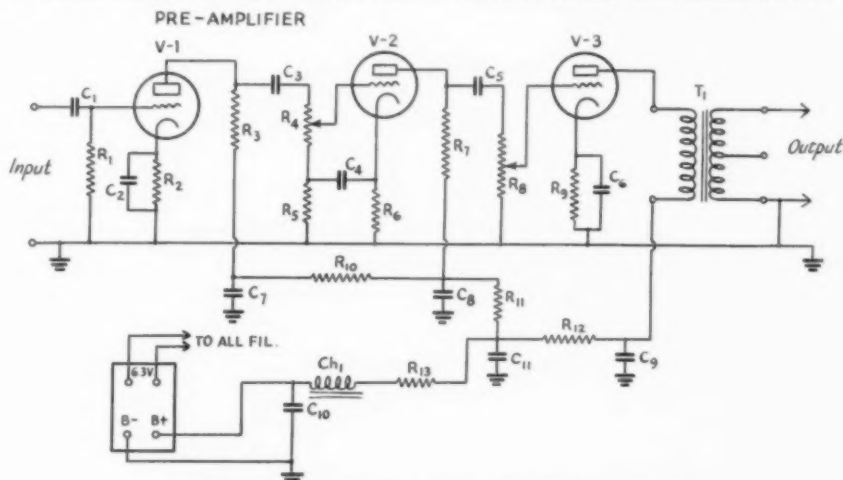 PRE-AMPLIFIER
V-1
V-2
V-3
C1
C3
C5
T1
R1
R2
C2
R3
R4
C4
R5
R6
R7
R8
R9
C6
Input
Output
R10
C7
C8
R11
R12
C11
C9
TO ALL FIL.
6.3V
Ch1
R13
C10
B-
B+